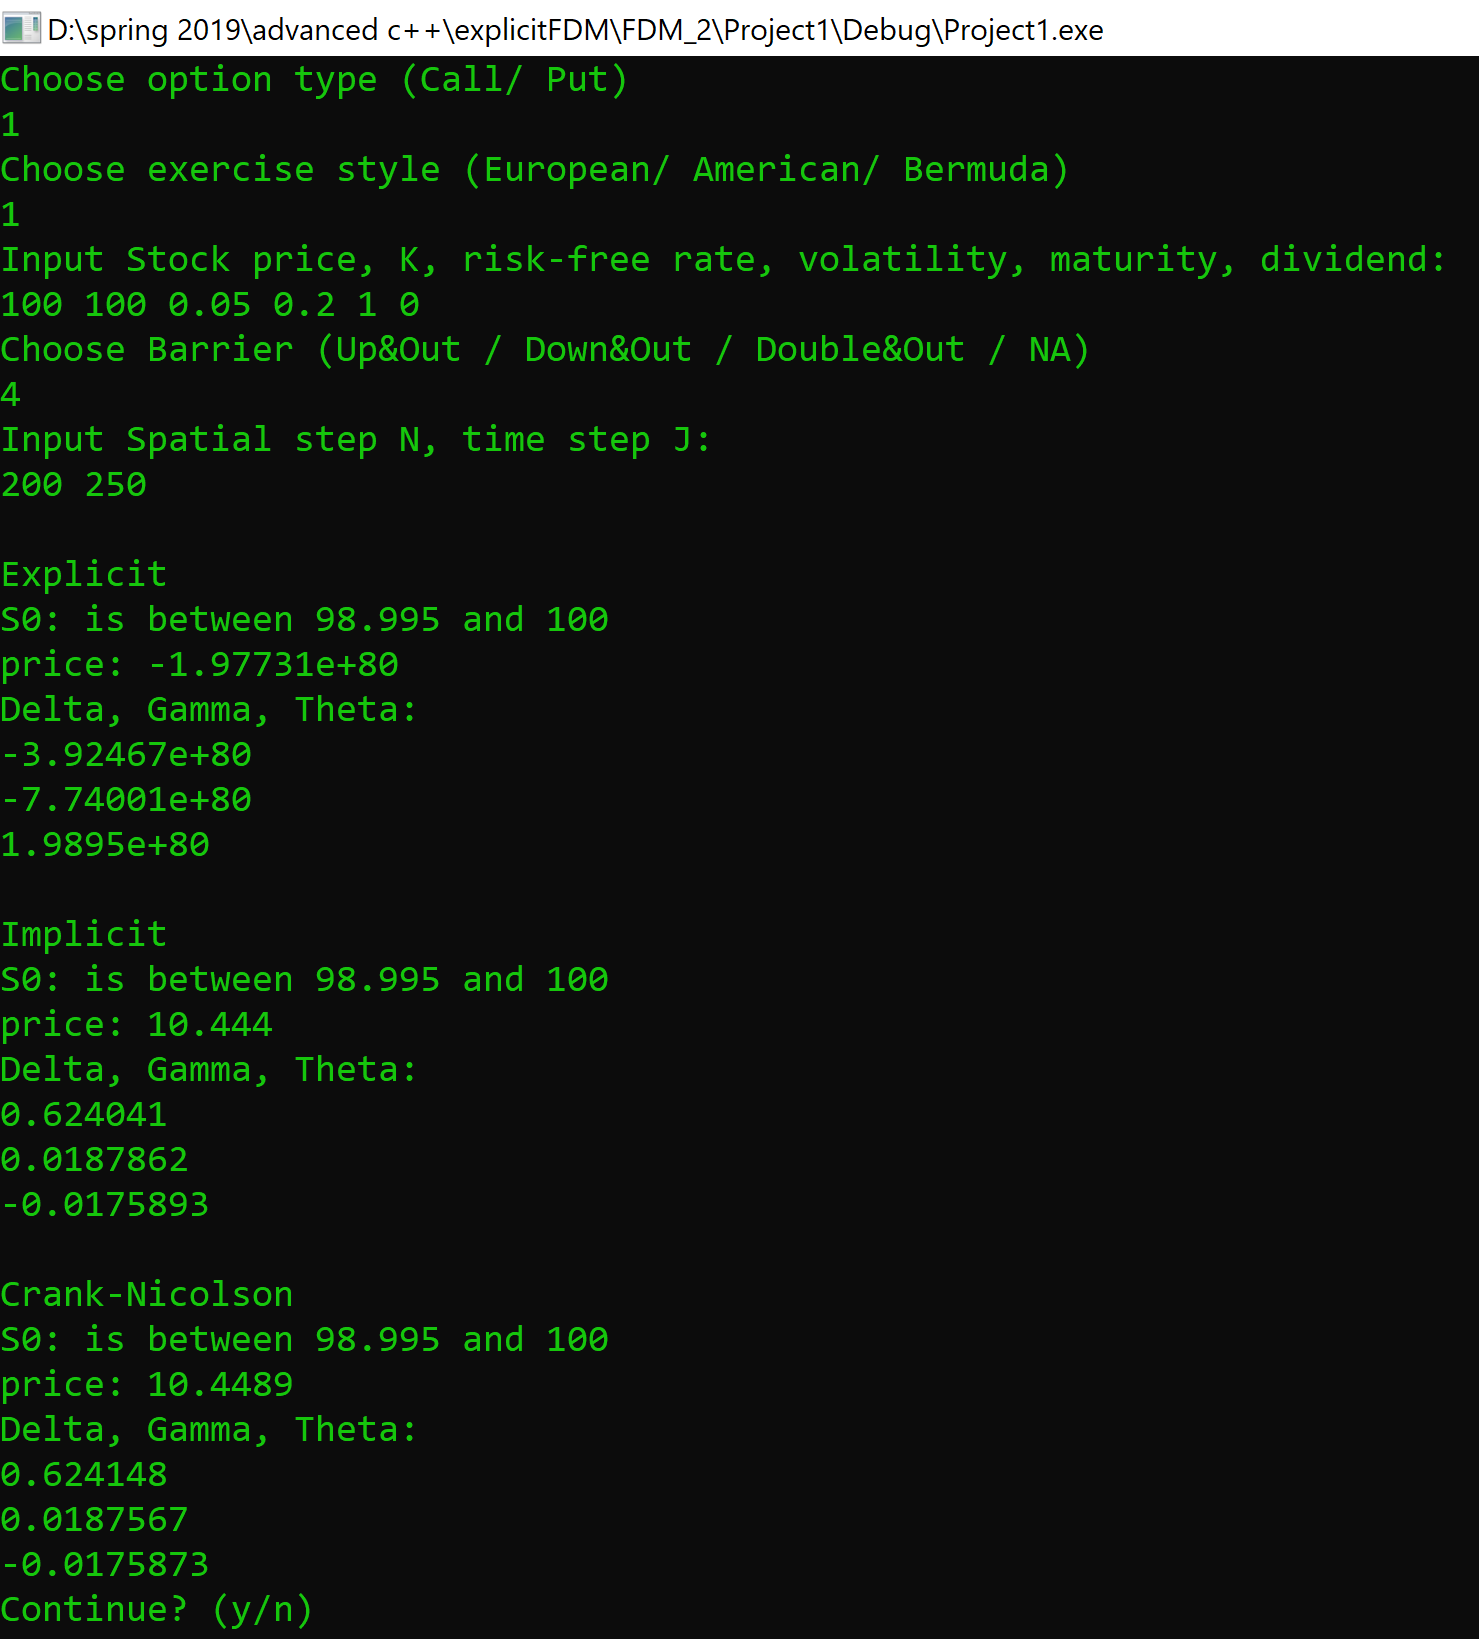 D:\spring 2019\advanced c++\explicitFDM\FDM_2\Project1\Debug\Project1.exe
Choose option type (Call/ Put)
1
Choose exercise style (European/ American/ Bermuda)
1
Input Stock price, K, risk-free rate, volatility, maturity, dividend:
100 100 0.05 0.2 1 0
Choose Barrier (Up&Out / Down&Out / Double&Out / NA)
4
Input Spatial step N, time step J:
200 250
Explicit
S0: is between 98.995 and 100
price: -1.97731e+80
Delta, Gamma, Theta:
-3.92467e+80
-7.74001e+80
1.9895e+80
Implicit
S0: is between 98.995 and 100
price: 10.444
Delta, Gamma, Theta:
0.624041
0.0187862
-0.0175893
Crank-Nicolson
S0: is between 98.995 and 100
price: 10.4489
Delta, Gamma, Theta:
0.624148
0.0187567
-0.0175873
Continue? (y/n)